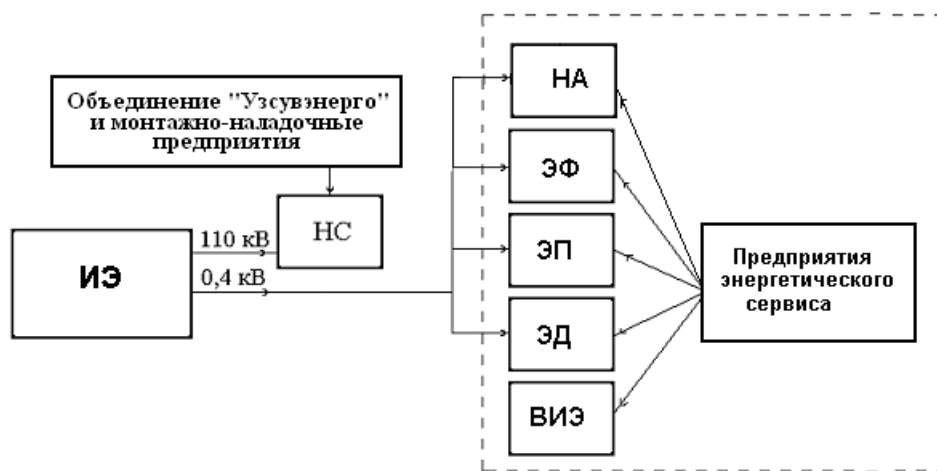 Объединение "Узсувэнерго"
и монтажно-наладочные
предприятия
НС
110 кВ
0,4 кВ
ИЭ
НА
ЭФ
ЭП
ЭД
ВИЭ
Предприятия
энергетического
сервиса